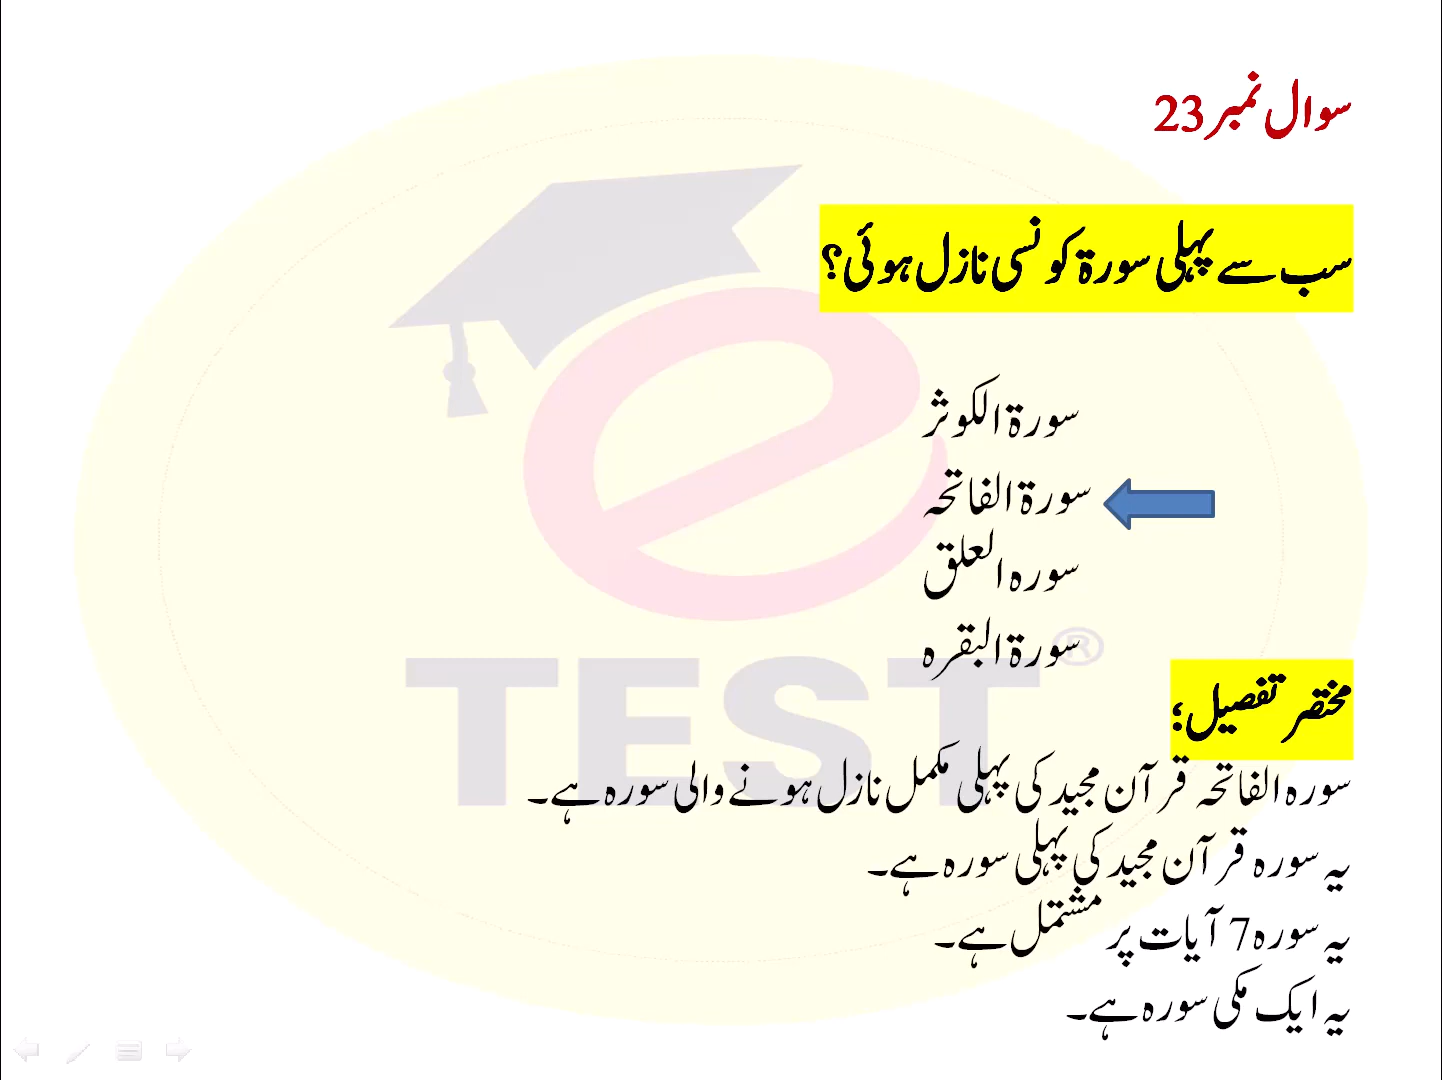 سوال نمبر 23
سب سے پہلی سورۃ کونسی نازل ہوئی؟
سورۃ الکوثر
سورۃ الفاتحہ
سورہ العلق
سورۃ البقرہ
مختصر تفصیل؛
سورہ الفاتحہ قرآن مجید کی پہلی مکمل نازل ہونے والی سورہ ہے۔
یہ سورہ قرآن مجید کی پہلی سورہ ہے۔
یہ سورہ 7 آیات پر مشتمل ہے۔
یہ ایک مکی سورہ ہے۔
e
TEST®